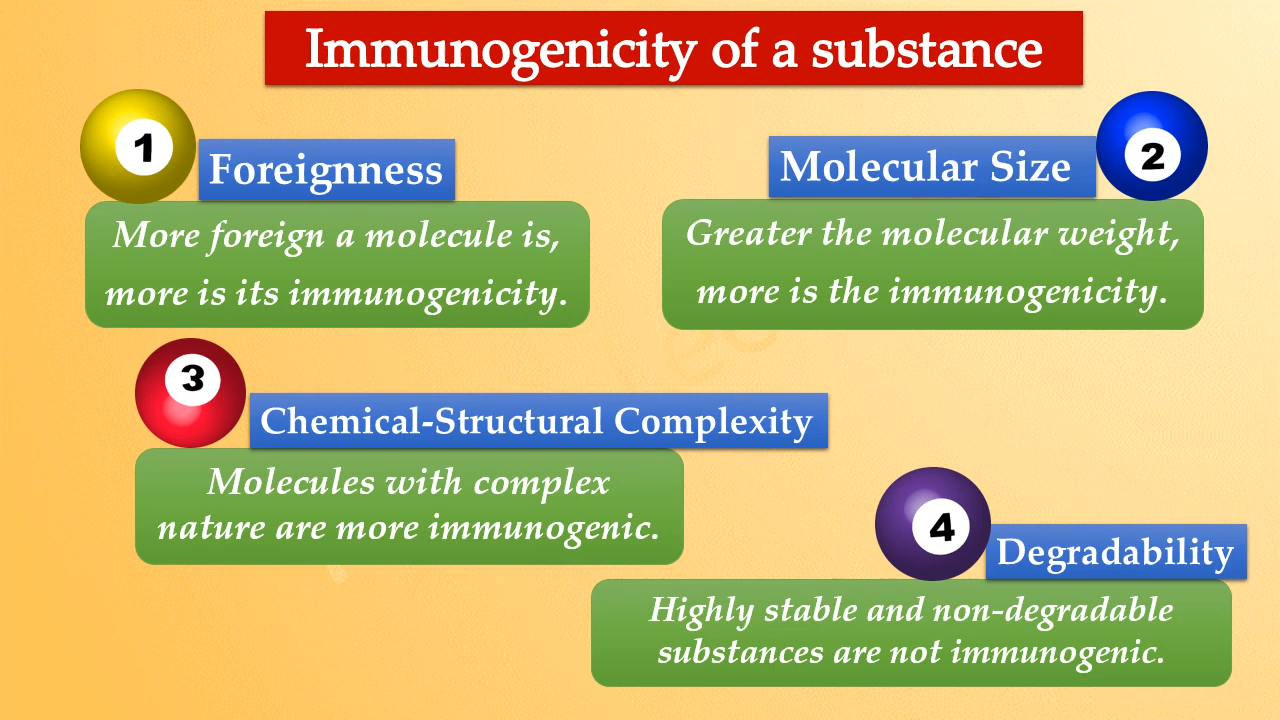 Immunogenicity of a substance
1
Foreignness
More foreign a molecule is,
more is its immunogenicity.
Molecular Size
2
Greater the molecular weight,
more is the immunogenicity.
3
Chemical-Structural Complexity
Molecules with complex
nature are more immunogenic.
4
Degradability
Highly stable and non-degradable
substances are not immunogenic.